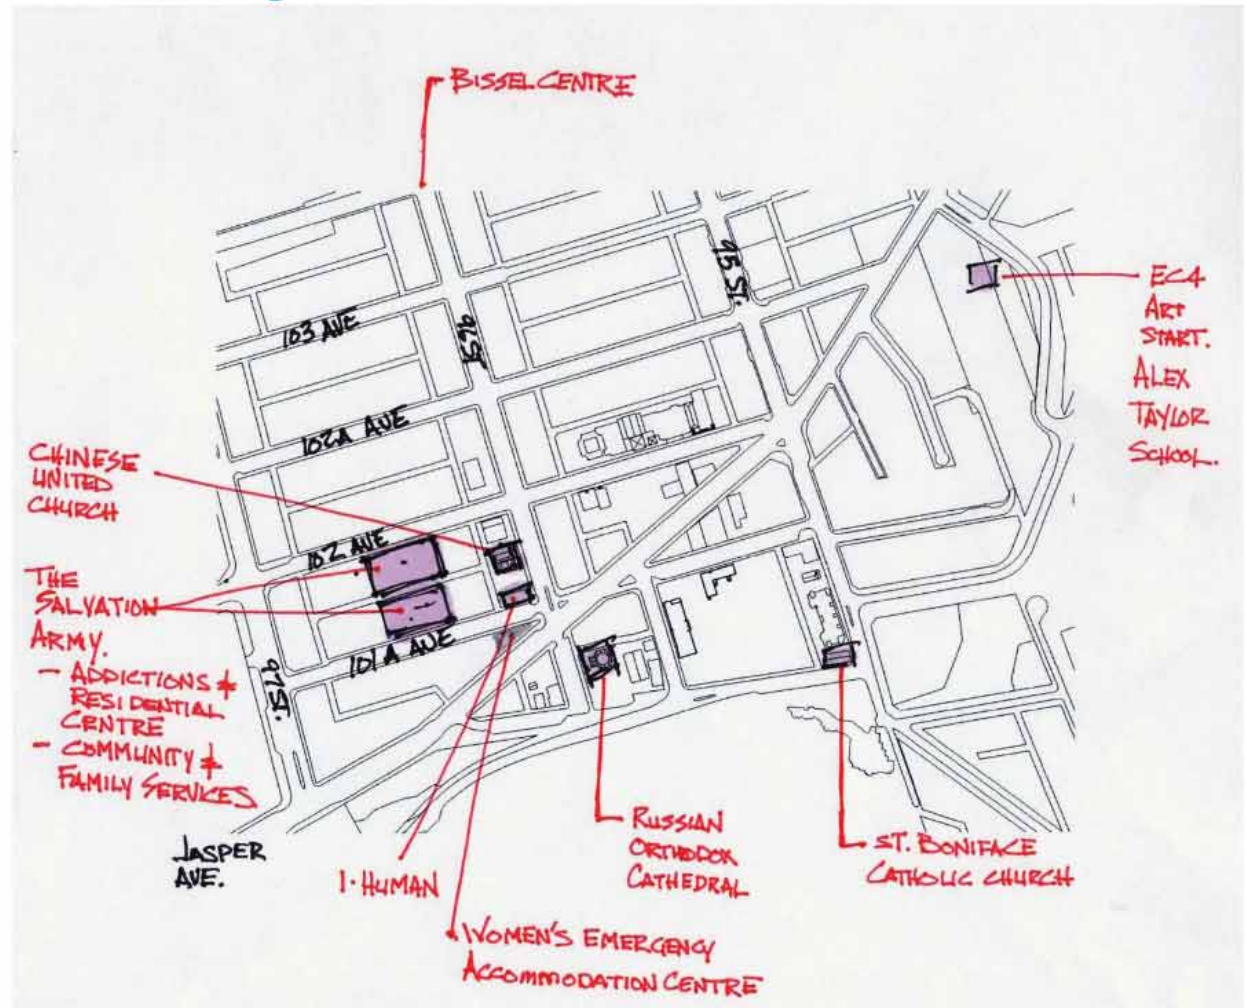 BISSEL CENTRE
95 ST.
EC4
ART
START.
ALEX
TAYLOR
SCHOOL.
103 AVE
96 ST
102A AVE
CHINESE
UNITED
CHURCH
102 AVE
THE
SALVATION
ARMY.
- ADDICTIONS &
RESIDENTIAL
CENTRE
- COMMUNITY &
FAMILY SERVICES
101A AVE
97 ST.
JASPER
AVE.
I·HUMAN
RUSSIAN
ORTHODOX
CATHEDRAL
ST. BONIFACE
CATHOLIC CHURCH
WOMEN'S EMERGENCY
ACCOMMODATION CENTRE